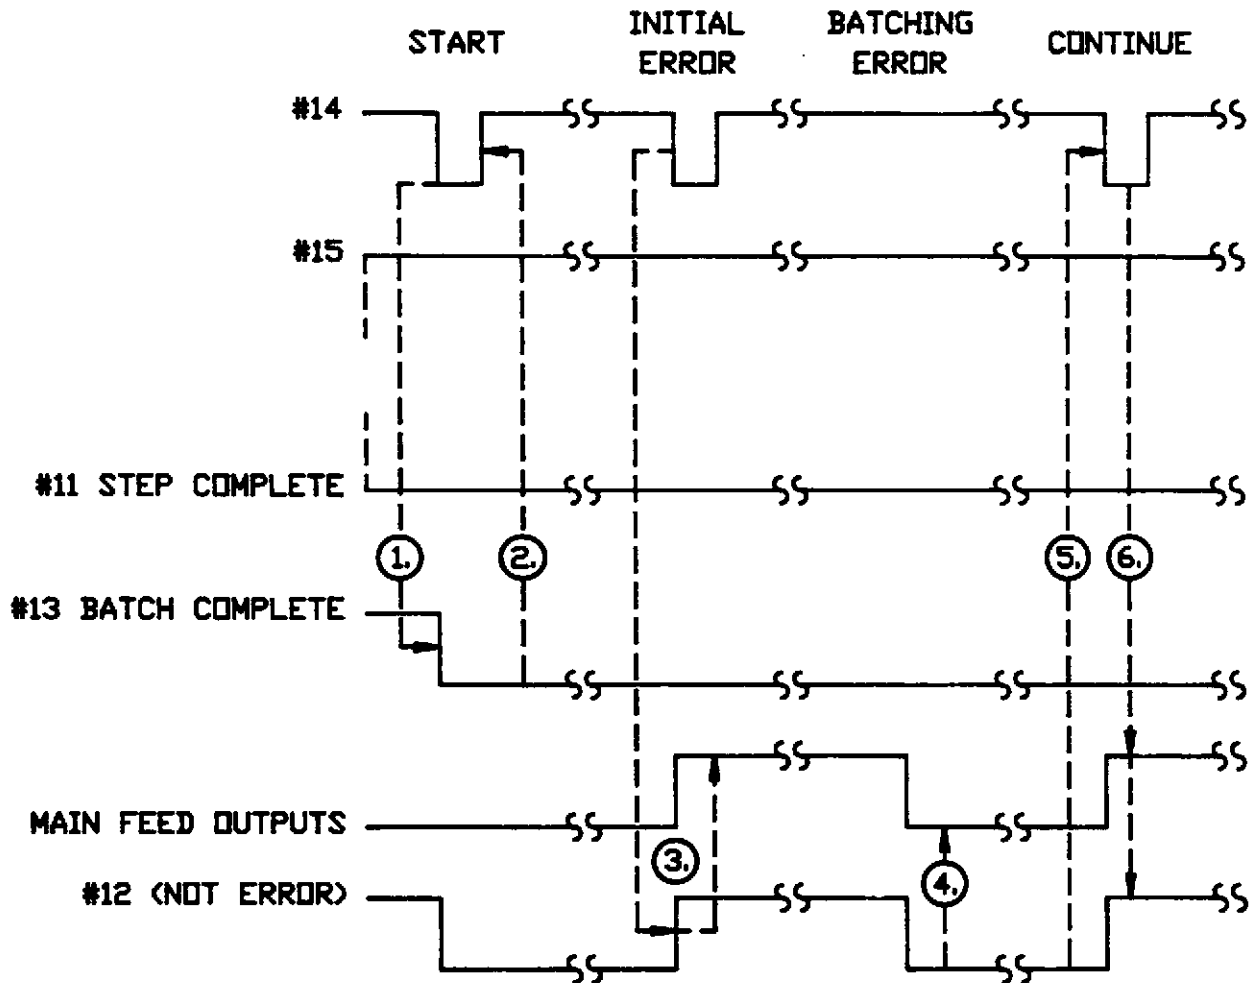 START
INITIAL
ERROR
BATCHING
ERROR
CONTINUE
#14
#15
#11 STEP COMPLETE
1.
2.
5.
6.
#13 BATCH COMPLETE
MAIN FEED OUTPUTS
3.
4.
#12 (NOT ERROR)